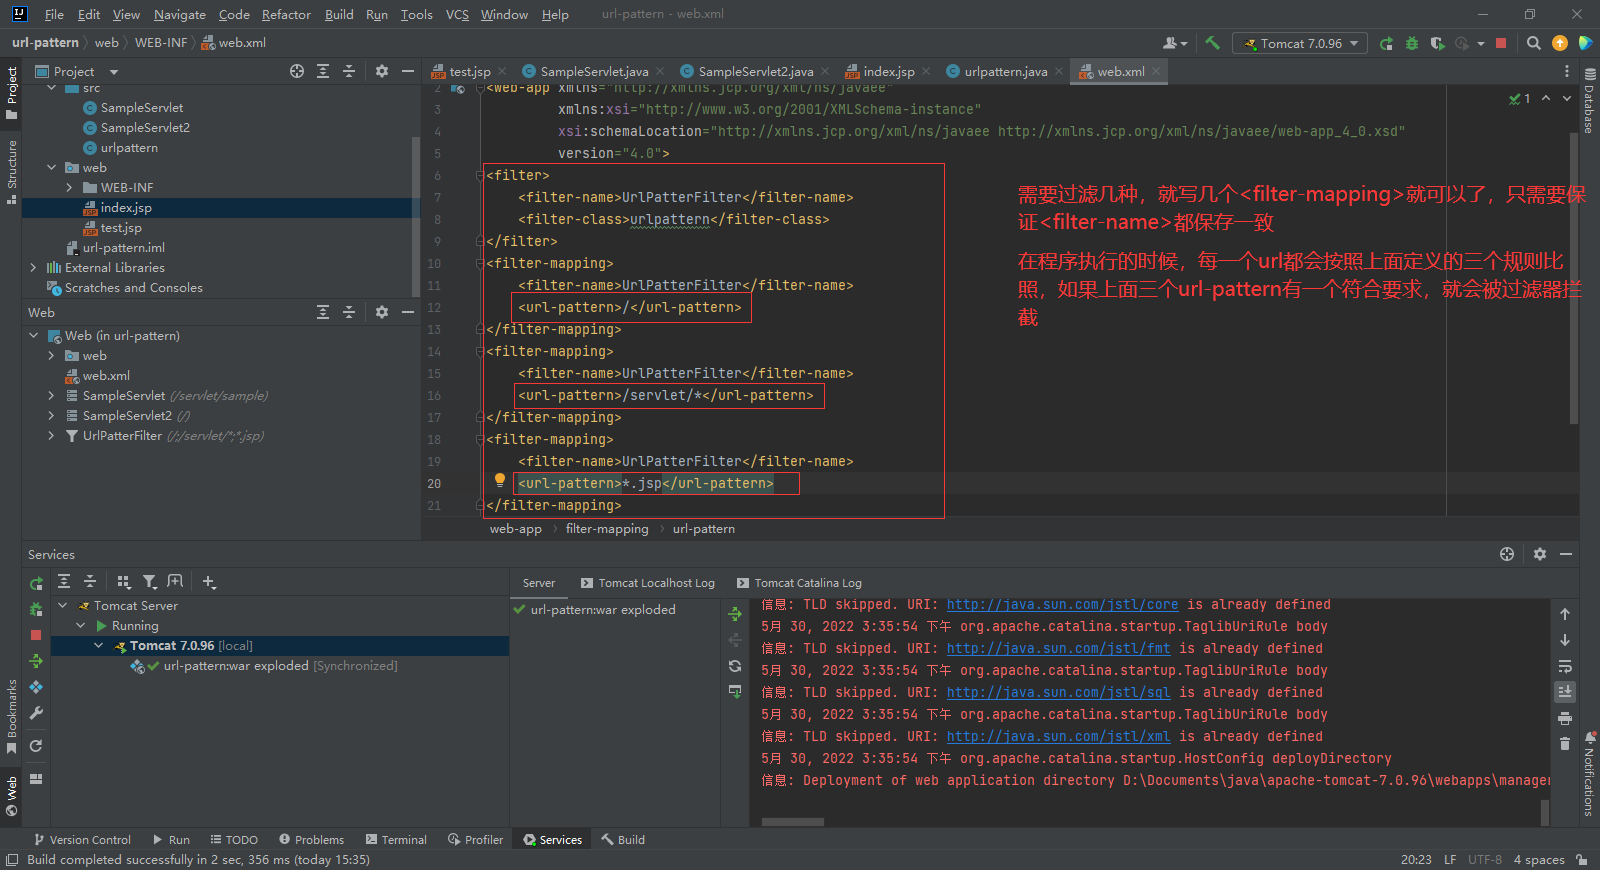 File Edit View Navigate Code Refactor Build Run Tools VCS Window Help url-pattern - web.xml
url-pattern web WEB-INF web.xml Tomcat 7.0.96
Project
test.jsp SampleServlet.java SampleServlet2.java index.jsp urlpattern.java web.xml
src
SampleServlet
SampleServlet2
urlpattern
web
WEB-INF
index.jsp
test.jsp
url-pattern.iml
External Libraries
Scratches and Consoles
Web
Web (in url-pattern)
web
web.xml
SampleServlet (/servlet/sample)
SampleServlet2 (/)
UrlPatterFilter (/;/servlet/*;*.jsp)
Project
Structure
Bookmarks
Web
2 <web-app xmlns="http://xmlns.jcp.org/xml/ns/javaee"
3 xmlns:xsi="http://www.w3.org/2001/XMLSchema-instance"
4 xsi:schemaLocation="http://xmlns.jcp.org/xml/ns/javaee http://xmlns.jcp.org/xml/ns/javaee/web-app_4_0.xsd"
5 version="4.0">
6 <filter>
7 <filter-name>UrlPatterFilter</filter-name>
8 <filter-class>urlpattern</filter-class>
9 </filter>
10 <filter-mapping>
11 <filter-name>UrlPatterFilter</filter-name>
12 <url-pattern>/</url-pattern>
13 </filter-mapping>
14 <filter-mapping>
15 <filter-name>UrlPatterFilter</filter-name>
16 <url-pattern>/servlet/*</url-pattern>
17 </filter-mapping>
18 <filter-mapping>
19 <filter-name>UrlPatterFilter</filter-name>
20 <url-pattern>*.jsp</url-pattern>
21 </filter-mapping>
web-app filter-mapping url-pattern
1
需要过滤几种，就写几个<filter-mapping>就可以了，只需要保
证<filter-name>都保存一致
在程序执行的时候，每一个url都会按照上面定义的三个规则比
照，如果上面三个url-pattern有一个符合要求，就会被过滤器拦
截
Database
Notifications
Services
Tomcat Server
Running
Tomcat 7.0.96 [local]
url-pattern:war exploded [Synchronized]
Server Tomcat Localhost Log Tomcat Catalina Log
url-pattern:war exploded
信息: TLD skipped. URI: http://java.sun.com/jstl/core is already defined
5月 30, 2022 3:35:54 下午 org.apache.catalina.startup.TaglibUriRule body
信息: TLD skipped. URI: http://java.sun.com/jstl/fmt is already defined
5月 30, 2022 3:35:54 下午 org.apache.catalina.startup.TaglibUriRule body
信息: TLD skipped. URI: http://java.sun.com/jstl/sql is already defined
5月 30, 2022 3:35:54 下午 org.apache.catalina.startup.TaglibUriRule body
信息: TLD skipped. URI: http://java.sun.com/jstl/xml is already defined
5月 30, 2022 3:35:54 下午 org.apache.catalina.startup.HostConfig deployDirectory
信息: Deployment of web application directory D:\Documents\java\apache-tomcat-7.0.96\webapps\manager
Version Control Run TODO Problems Terminal Profiler Services Build
Build completed successfully in 2 sec, 356 ms (today 15:35) 20:23 LF UTF-8 4 spaces